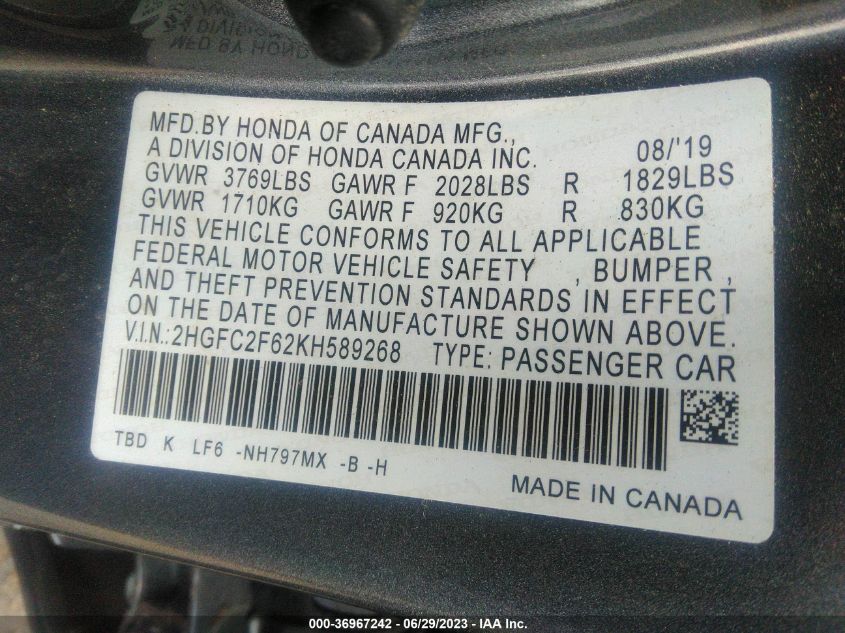 MFD.BY HONDA OF CANADA MFG.,
A DIVISION OF HONDA CANADA INC. 08/'19
GVWR 3769LBS GAWR F 2028LBS R 1829LBS
GVWR 1710KG GAWR F 920KG R 830KG
THIS VEHICLE CONFORMS TO ALL APPLICABLE
FEDERAL MOTOR VEHICLE SAFETY , BUMPER ,
AND THEFT PREVENTION STANDARDS IN EFFECT
ON THE DATE OF MANUFACTURE SHOWN ABOVE.
V.I.N.:2HGFC2F62KH589268 TYPE: PASSENGER CAR
TBD K LF6 -NH797MX -B -H
MADE IN CANADA
000-36967242 - 06/29/2023 - IAA Inc.